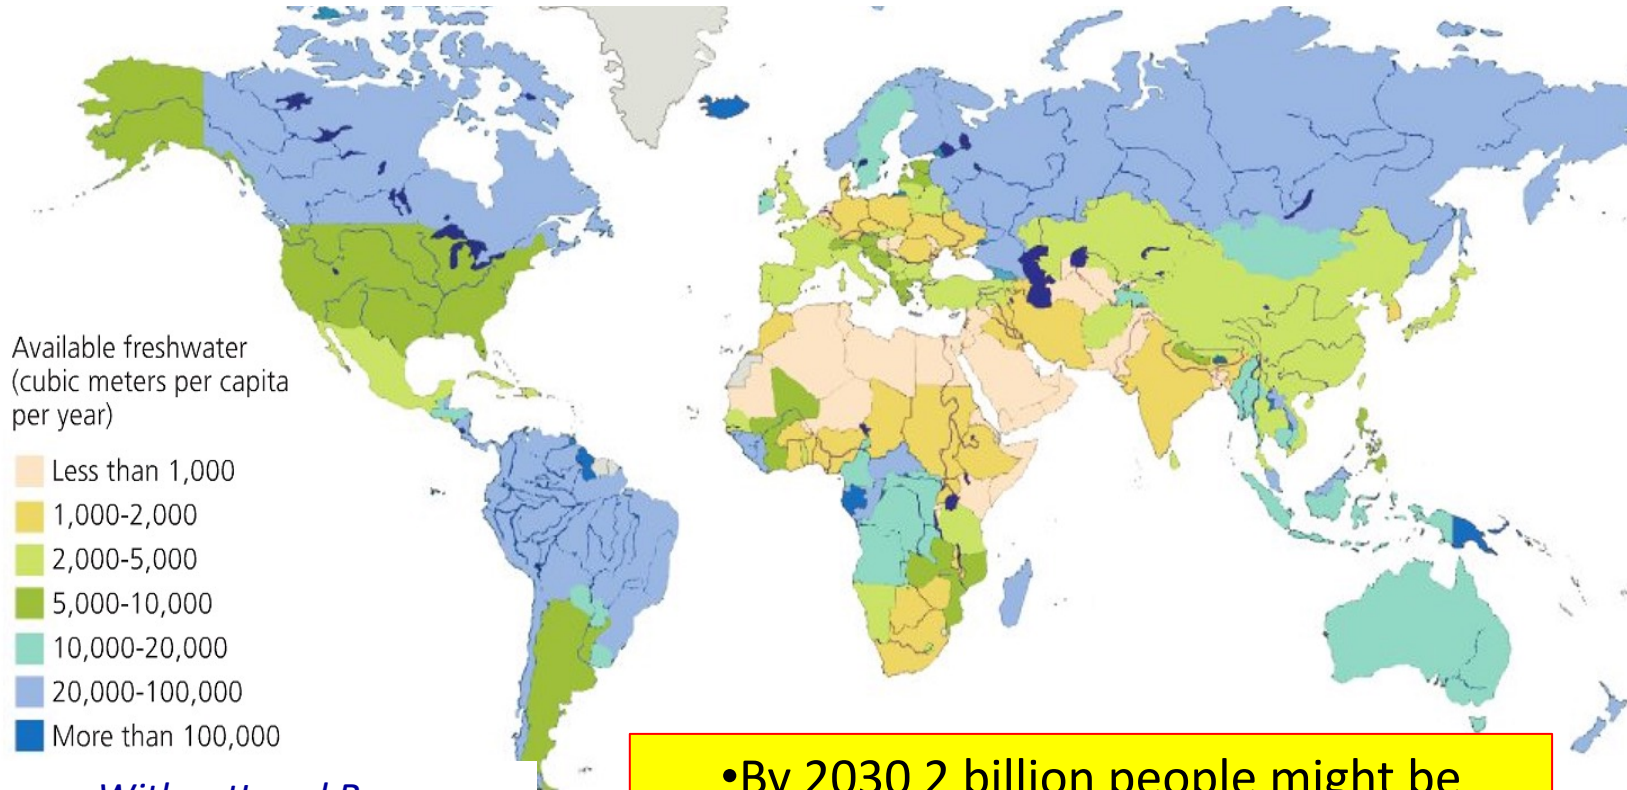 Available freshwater
(cubic meters per capita
per year)
Less than 1,000
1,000-2,000
2,000-5,000
5,000-10,000
10,000-20,000
20,000-100,000
More than 100,000
•By 2030 2 billion people might be